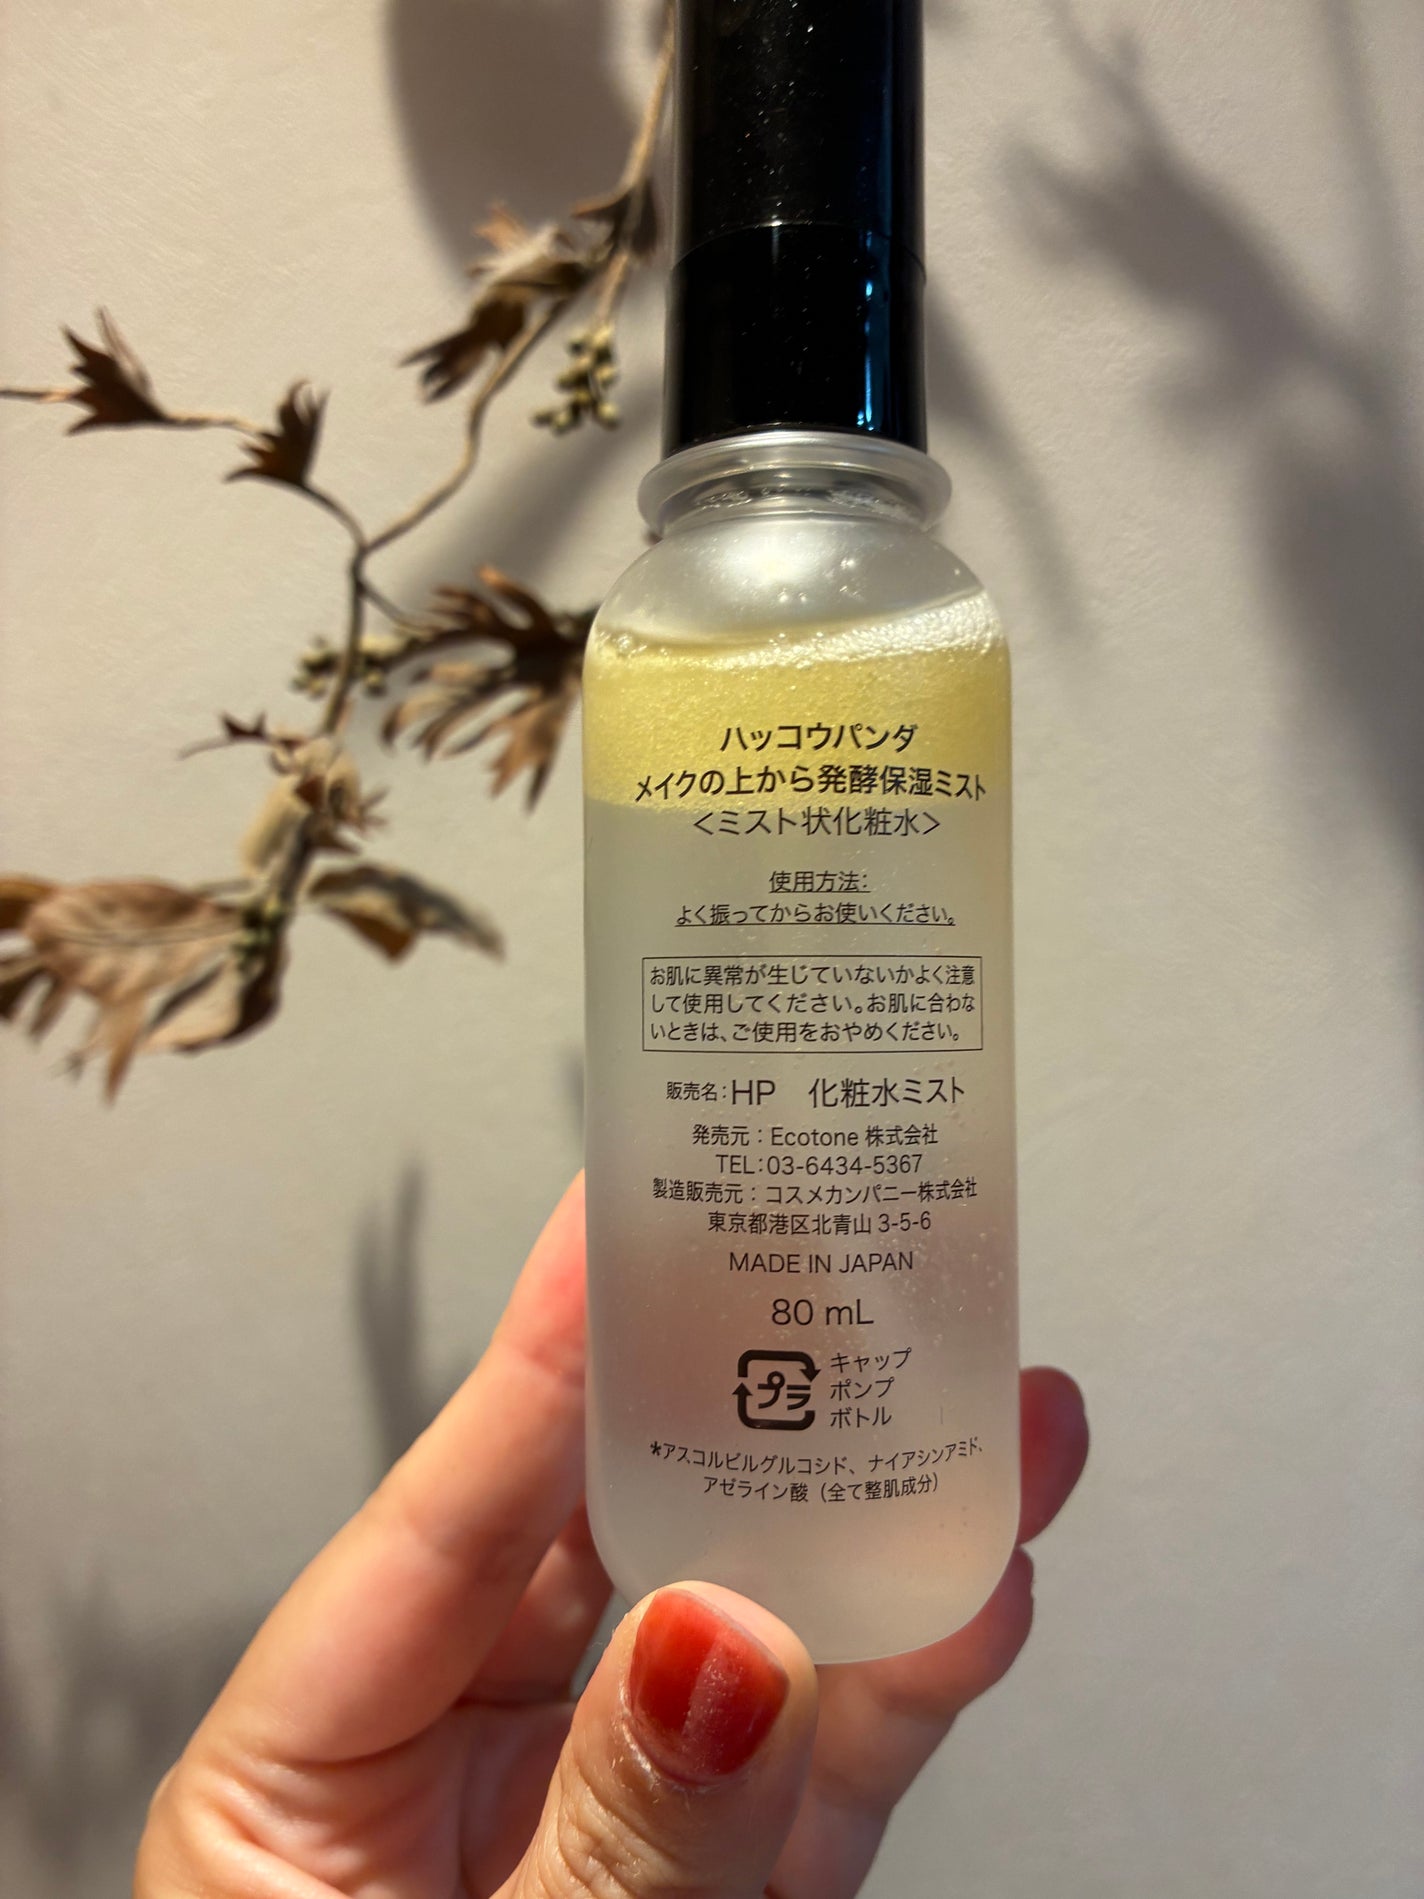 ハッコウパンダ
メイクの上から発酵保湿ミスト
<ミスト状化粧水>
使用方法:
よく振ってからお使いください。
お肌に異常が生じていないかよく注意
して使用してください。お肌に合わな
いときは、ご使用をおやめください。
販売名:HP 化粧水ミスト
発売元:Ecotone 株式会社
TEL:03-6434-5367
製造販売元:コスメカンパニー株式会社
東京都港区北青山 3-5-6
MADE IN JAPAN
80 mL
プラ
キャップ
ポンプ
ボトル
*アスコルビルグルコシド、ナイアシンアミド、
アゼライン酸(全て整肌成分)